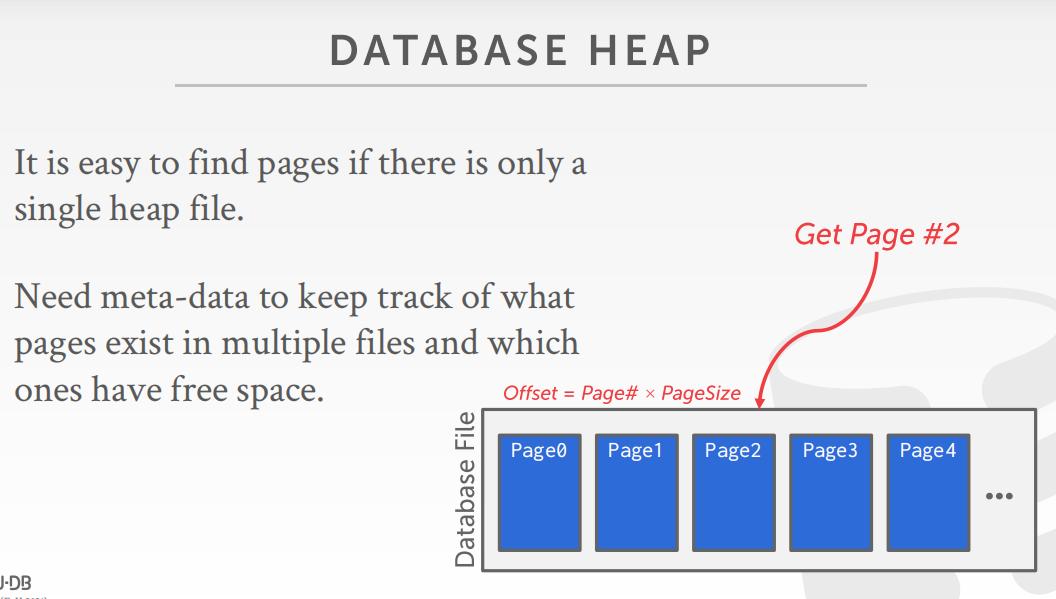 DATABASE HEAP
It is easy to find pages if there is only a
single heap file.
Need meta-data to keep track of what
pages exist in multiple files and which
ones have free space.
Get Page #2
Offset = Page# × PageSize
Database File
Page0 Page1 Page2 Page3 Page4 •••
U·DB